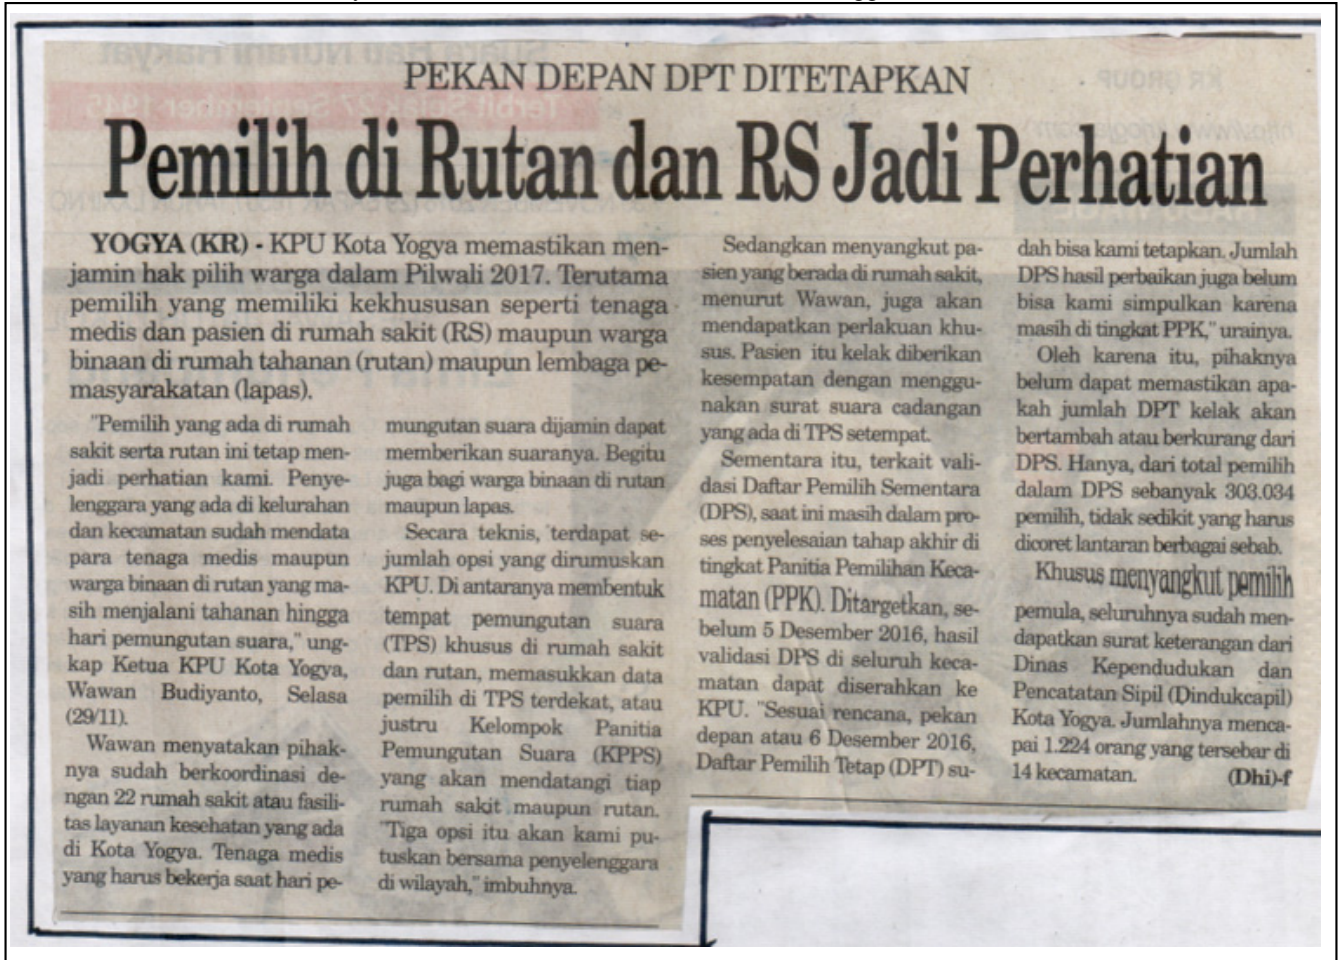 PEKAN DEPAN DPT DITETAPKAN
Pemilih di Rutan dan RS Jadi Perhatian
YOGYA (KR) - KPU Kota Yogya memastikan men-
jamin hak pilih warga dalam Pilwali 2017. Terutama
pemilih yang memiliki kekhususan seperti tenaga
medis dan pasien di rumah sakit (RS) maupun warga
binaan di rumah tahanan (rutan) maupun lembaga pe-
masyarakatan (lapas).
"Pemilih yang ada di rumah
sakit serta rutan ini tetap men-
jadi perhatian kami. Penye-
lenggara yang ada di kelurahan
dan kecamatan sudah mendata
para tenaga medis maupun
warga binaan di rutan yang ma-
sih menjalani tahanan hingga
hari pemungutan suara," ung-
kap Ketua KPU Kota Yogya,
Wawan Budiyanto, Selasa
(29/11).
Wawan menyatakan pihak-
nya sudah berkoordinasi de-
ngan 22 rumah sakit atau fasili-
tas layanan kesehatan yang ada
di Kota Yogya. Tenaga medis
yang harus bekerja saat hari pe-
mungutan suara dijamin dapat
memberikan suaranya. Begitu
juga bagi warga binaan di rutan
maupun lapas.
Secara teknis, terdapat se-
jumlah opsi yang dirumuskan
KPU. Di antaranya membentuk
tempat pemungutan suara
(TPS) khusus di rumah sakit
dan rutan, memasukkan data
pemilih di TPS terdekat, atau
justru Kelompok Panitia
Pemungutan Suara (KPPS)
yang akan mendatangi tiap
rumah sakit maupun rutan.
"Tiga opsi itu akan kami pu-
tuskan bersama penyelenggara
di wilayah," imbuhnya.
Sedangkan menyangkut pa-
sien yang berada di rumah sakit,
menurut Wawan, juga akan
mendapatkan perlakuan khu-
sus. Pasien itu kelak diberikan
kesempatan dengan menggu-
nakan surat suara cadangan
yang ada di TPS setempat.
Sementara itu, terkait vali-
dasi Daftar Pemilih Sementara
(DPS), saat ini masih dalam pro-
ses penyelesaian tahap akhir di
tingkat Panitia Pemilihan Keca-
matan (PPK). Ditargetkan, se-
belum 5 Desember 2016, hasil
validasi DPS di seluruh keca-
matan dapat diserahkan ke
KPU. "Sesuai rencana, pekan
depan atau 6 Desember 2016,
Daftar Pemilih Tetap (DPT) su-
dah bisa kami tetapkan. Jumlah
DPS hasil perbaikan juga belum
bisa kami simpulkan karena
masih di tingkat PPK," urainya.
Oleh karena itu, pihaknya
belum dapat memastikan apa-
kah jumlah DPT kelak akan
bertambah atau berkurang dari
DPS. Hanya, dari total pemilih
dalam DPS sebanyak 303.034
pemilih, tidak sedikit yang harus
dicoret lantaran berbagai sebab.
Khusus menyangkut pemilih
pemula, seluruhnya sudah men-
dapatkan surat keterangan dari
Dinas Kependudukan dan
Pencatatan Sipil (Dindukcapil)
Kota Yogya. Jumlahnya menca-
pai 1.224 orang yang tersebar di
14 kecamatan. (Dhi)-f